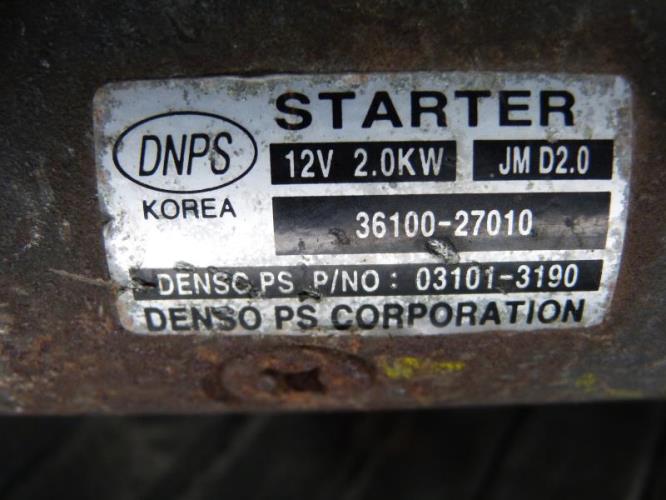 STARTER
DNPS
12V 2.0KW JM D2.0
KOREA
36100-27010
DENSO PS P/NO : 03101-3190
DENSO PS CORPORATION